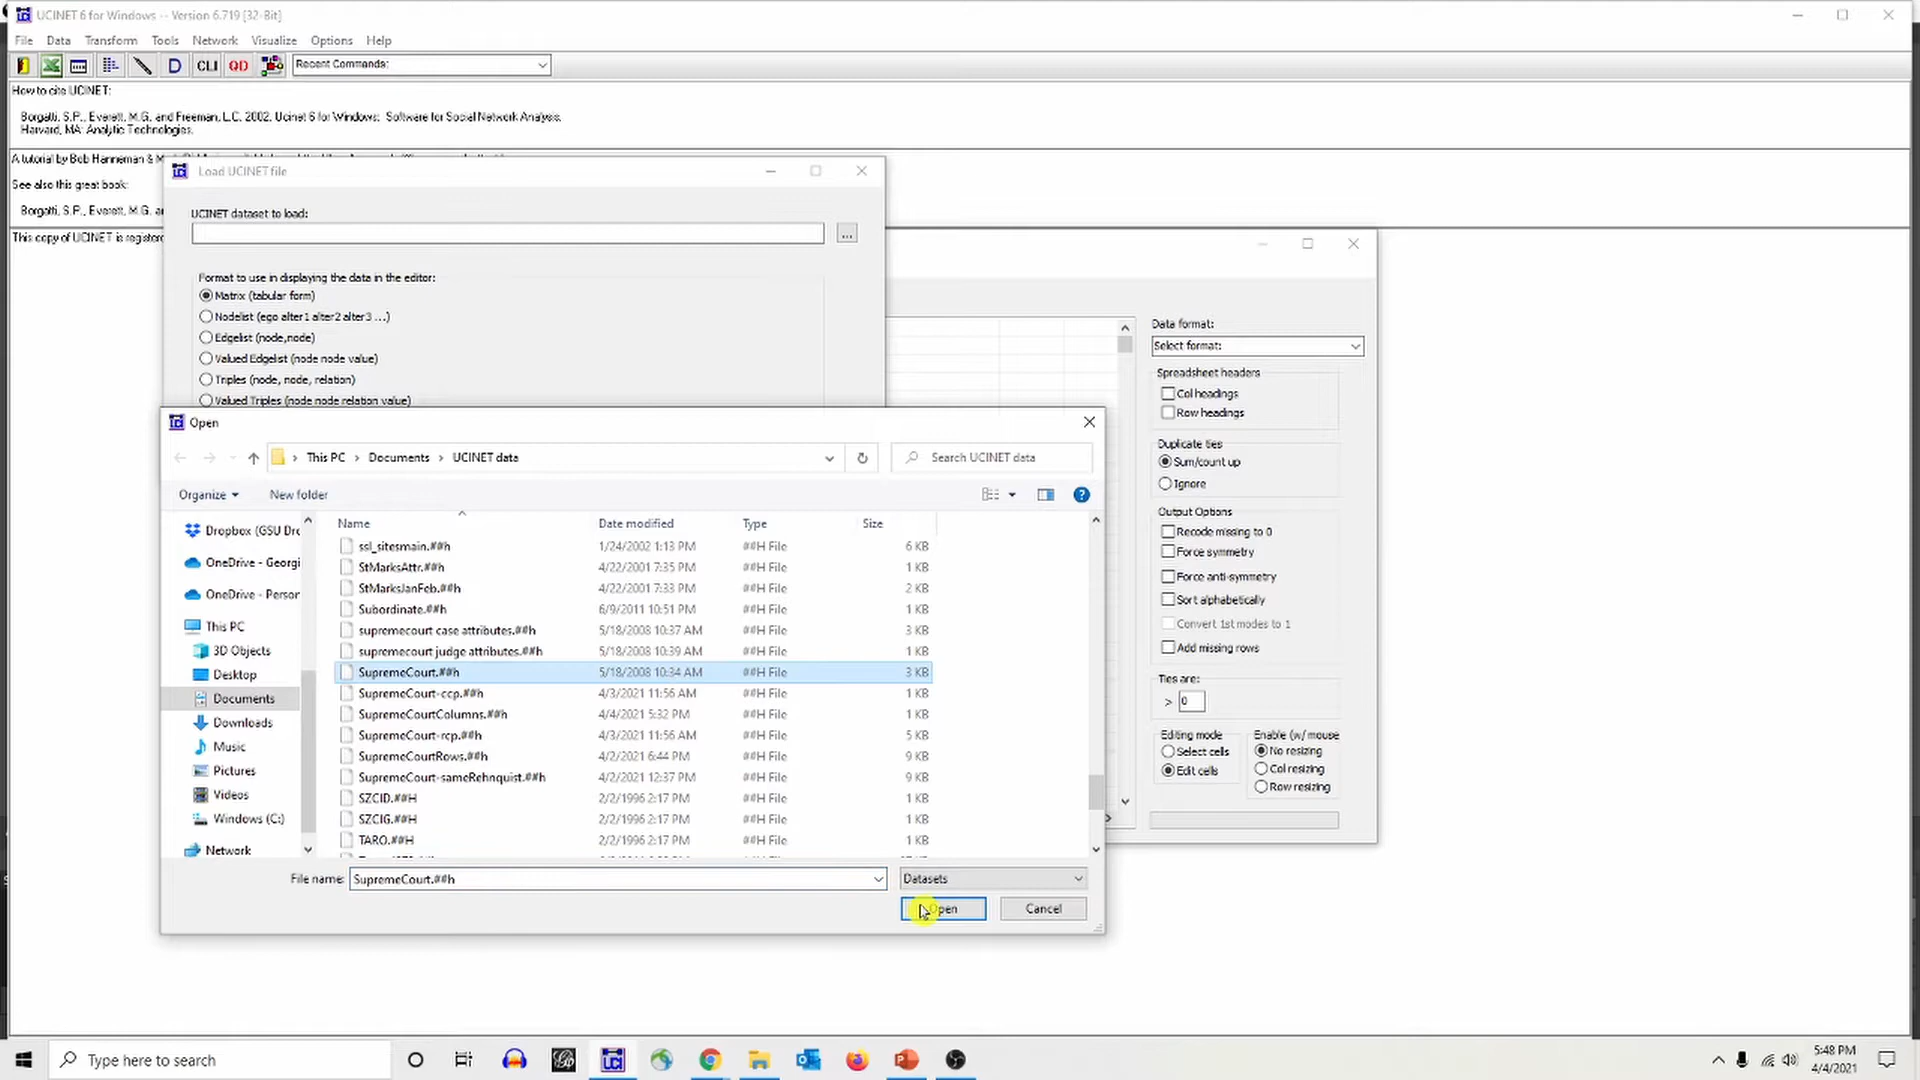 UCINET 6 for Windows -- Version 6.719 [32-Bit]
File Data Transform Tools Network Visualize Options Help
D CLI QD Recent Commands:
How to cite UCINET:
Borgatti, S.P., Everett, M.G. and Freeman, L.C. 2002. Ucinet 6 for Windows: Software for Social Network Analysis.
Harvard, MA: Analytic Technologies.
A tutorial by Bob Hanneman &
See also this great book:
Borgatti, S.P., Everett, M.G.
This copy of UCINET is
Load UCINET file
UCINET dataset to load:
...
Format to use in displaying the data in the editor:
Matrix (tabular form)
Nodelist (ego alter1 alter2 alter3 ...)
Edgelist (node,node)
Valued Edgelist (node node value)
Triples (node, node, relation)
Valued Triples (node node relation value)
Data format:
Select format:
Spreadsheet headers
Col headings
Row headings
Duplicate ties
Sum/count up
Ignore
Output Options
Recode missing to 0
Force symmetry
Force anti-symmetry
Sort alphabetically
Convert 1st modes to 1
Add missing rows
Ties are:
> 0
Editing mode
Select cells
Edit cells
Enable (w/ mouse
No resizing
Col resizing
Row resizing
Open
This PC > Documents > UCINET data
Search UCINET data
Organize New folder
Dropbox (GSU Dro
OneDrive - Georgi
OneDrive - Person
This PC
3D Objects
Desktop
Documents
Downloads
Music
Pictures
Videos
Windows (C:)
Network
Name Date modified Type Size
ssl_sitesmain.##h 1/24/2002 1:13 PM ##H File 6 KB
StMarksAttr.##h 4/22/2001 7:35 PM ##H File 1 KB
StMarksJanFeb.##h 4/22/2001 7:33 PM ##H File 2 KB
Subordinate.##h 6/9/2011 10:51 PM ##H File 1 KB
supremecourt case attributes.##h 5/18/2008 10:37 AM ##H File 3 KB
supremecourt judge attributes.##h 5/18/2008 10:39 AM ##H File 1 KB
SupremeCourt.##h 5/18/2008 10:34 AM ##H File 3 KB
SupremeCourt-ccp.##h 4/3/2021 11:56 AM ##H File 1 KB
SupremeCourtColumns.##h 4/4/2021 5:32 PM ##H File 1 KB
SupremeCourt-rcp.##h 4/3/2021 11:56 AM ##H File 5 KB
SupremeCourtRows.##h 4/2/2021 6:44 PM ##H File 9 KB
SupremeCourt-sameRehnquist.##h 4/2/2021 12:37 PM ##H File 9 KB
SZCID.##H 2/2/1996 2:17 PM ##H File 1 KB
SZCIG.##H 2/2/1996 2:17 PM ##H File 1 KB
TARO.##H 2/2/1996 2:17 PM ##H File 1 KB
File name: SupremeCourt.##h Datasets
Open Cancel
Type here to search
5:48 PM
4/4/2021